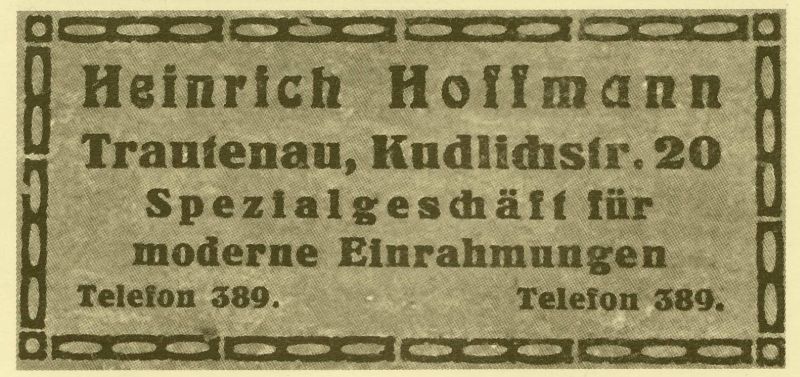 Heinrich Hoffmann
Trautenau, Kudlichstr. 20
Spezialgeschäft für
moderne Einrahmungen
Telefon 389. Telefon 389.